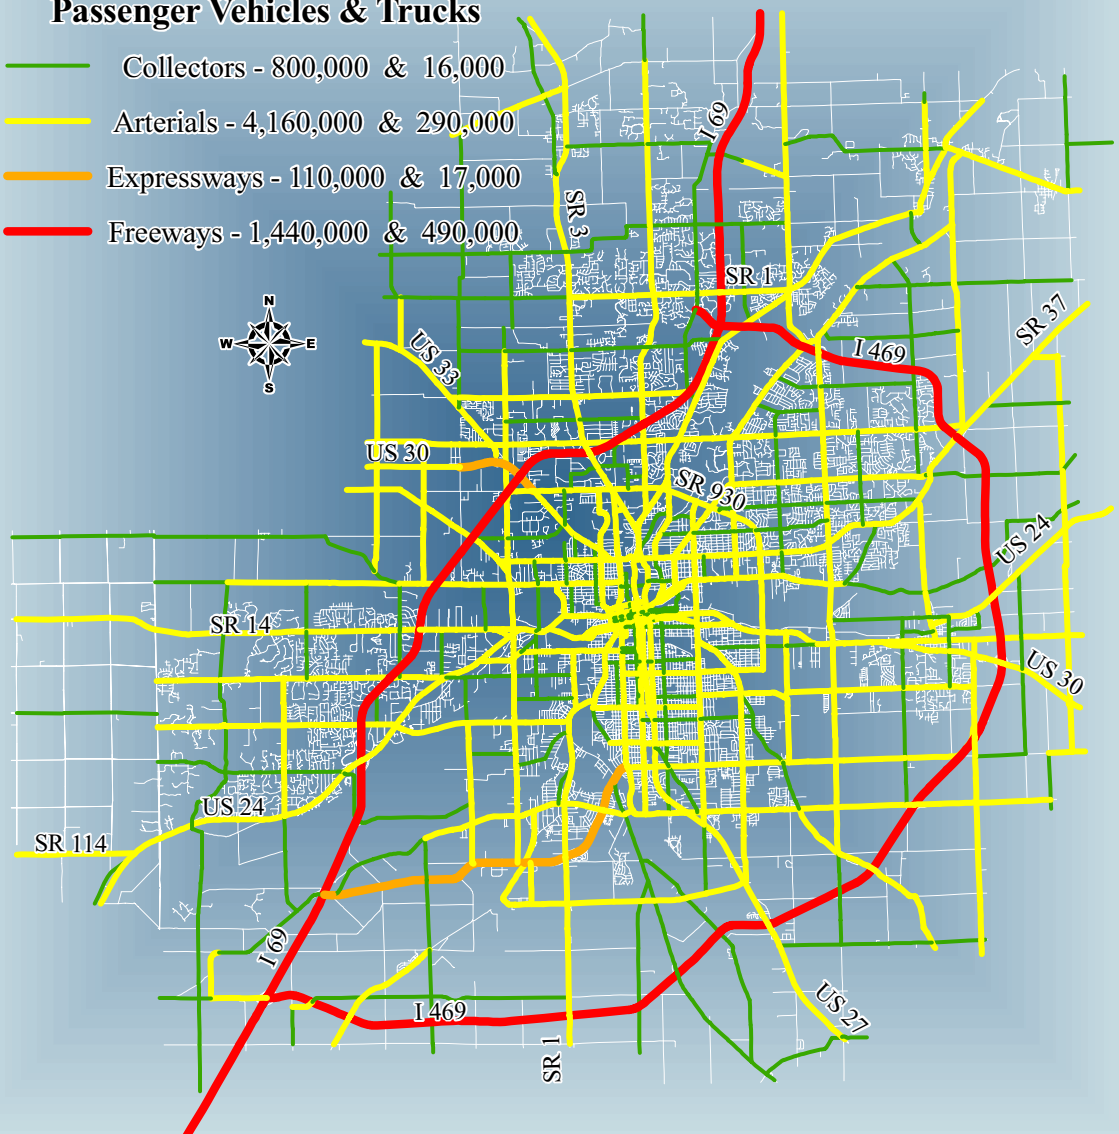 Passenger Vehicles & Trucks
Collectors - 800,000 & 16,000
Arterials - 4,160,000 & 290,000
Expressways - 110,000 & 17,000
Freeways - 1,440,000 & 490,000
I 69
SR 3
SR 1
N
W E
S
SR 37
US 33
I 469
US 30
SR 930
US 24
SR 14
US 30
US 24
SR 114
I 69
I 469
US 27
SR 1